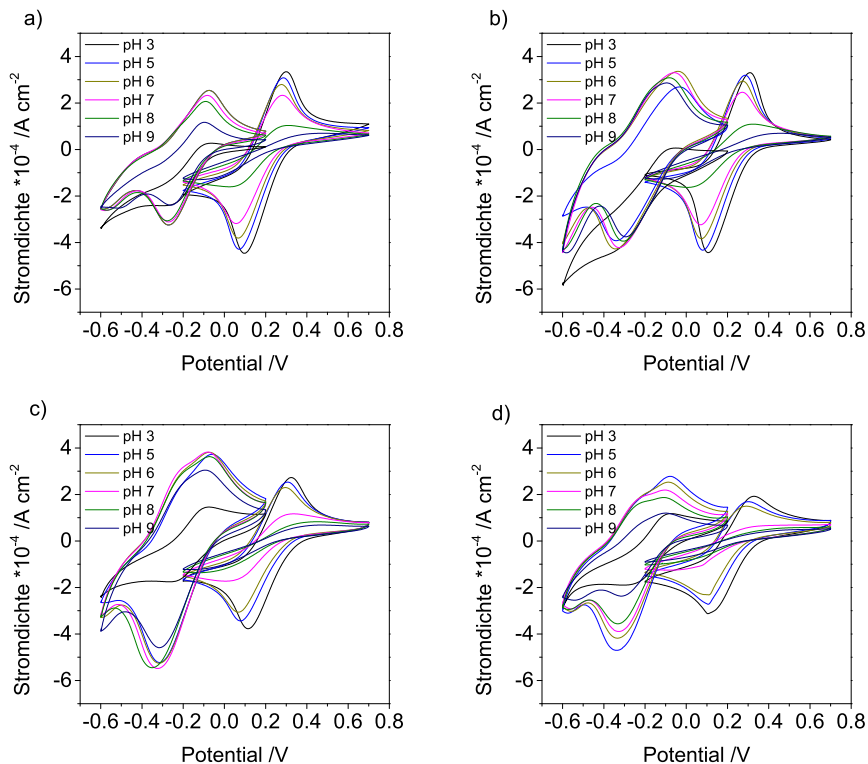 a)
pH 3
pH 5
pH 6
pH 7
pH 8
pH 9
4
2
0
-2
-4
-6
Stromdichte *10⁻⁴ /A cm⁻²
-0.6 -0.4 -0.2 0.0 0.2 0.4 0.6 0.8
Potential /V
b)
pH 3
pH 5
pH 6
pH 7
pH 8
pH 9
4
2
0
-2
-4
-6
Stromdichte *10⁻⁴ /A cm⁻²
-0.6 -0.4 -0.2 0.0 0.2 0.4 0.6 0.8
Potential /V
c)
pH 3
pH 5
pH 6
pH 7
pH 8
pH 9
4
2
0
-2
-4
-6
Stromdichte *10⁻⁴ /A cm⁻²
-0.6 -0.4 -0.2 0.0 0.2 0.4 0.6 0.8
Potential /V
d)
pH 3
pH 5
pH 6
pH 7
pH 8
pH 9
4
2
0
-2
-4
-6
Stromdichte *10⁻⁴ /A cm⁻²
-0.6 -0.4 -0.2 0.0 0.2 0.4 0.6 0.8
Potential /V